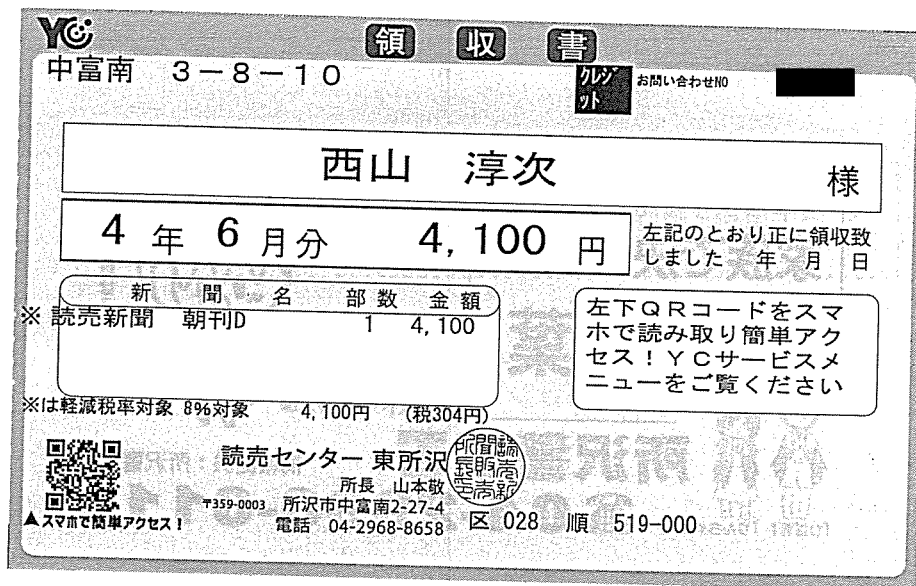 YC
領収書
中富南 3-8-10
クレジット お問い合わせNO
西山 淳次 様
4年6月分 4,100円
左記のとおり正に領収致
しました 年 月 日
新聞名 部数 金額
※ 読売新聞 朝刊D 1 4,100
左下QRコードをスマ
ホで読み取り簡単アク
セス!YCサービスメ
ニューをご覧ください
※は軽減税率対象 8%対象 4,100円 (税304円)
読売センター 東所沢
所長 山本敬
〒359-0003 所沢市中富南2-27-4
電話 04-2968-8658
区 028 順 519-000
▲スマホで簡単アクセス!